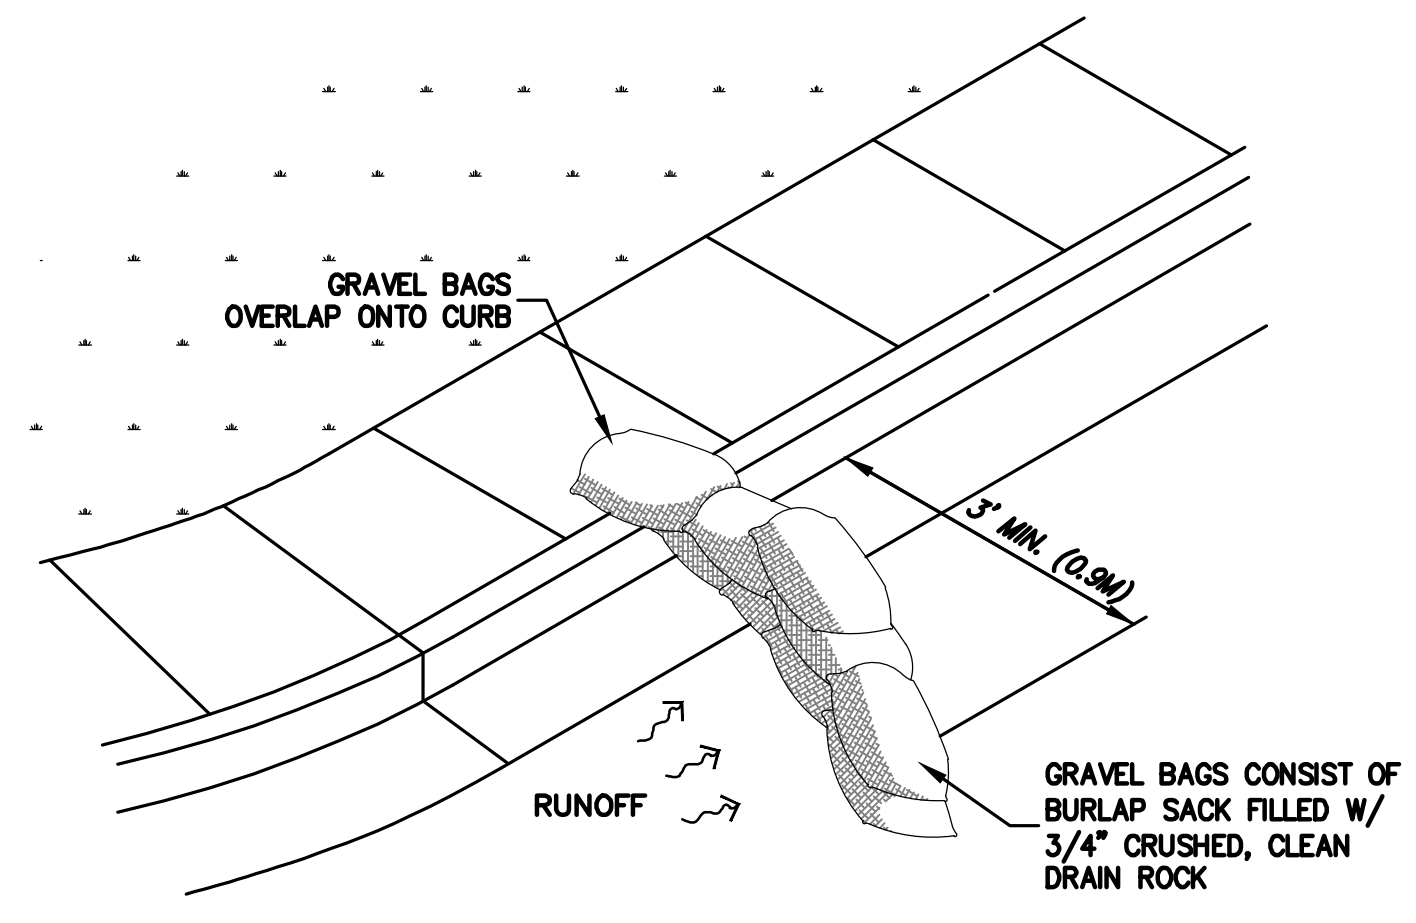 GRAVEL BAGS
OVERLAP ONTO CURB
3' MIN. (0.9M)
RUNOFF
GRAVEL BAGS CONSIST OF
BURLAP SACK FILLED W/
3/4" CRUSHED, CLEAN
DRAIN ROCK